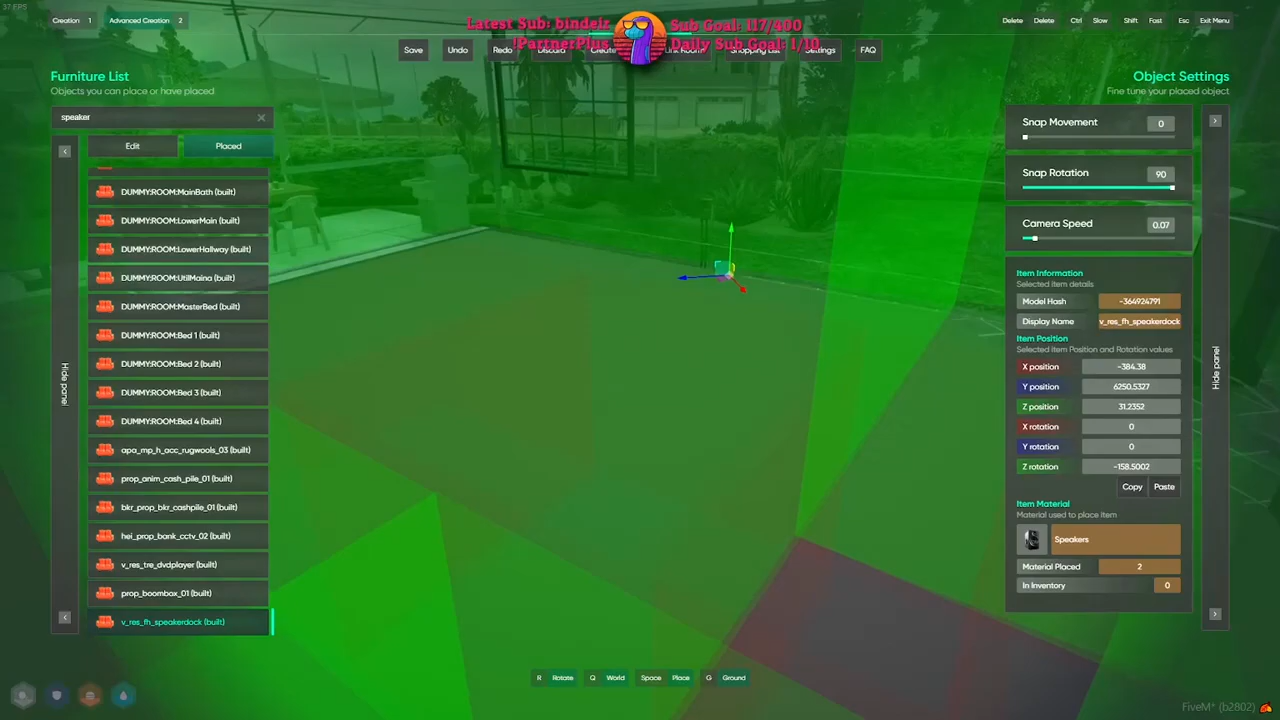 37 FPS
Creation 1 Advanced Creation 2
Latest Sub: bindeiz
!PartnerPlus
Sub Goal: 117/400
Daily Sub Goal: 1/10
Delete Delete Ctrl Slow Shift Fast Esc Exit Menu
Save Undo Redo Discard Create Link Room Shopping List Settings FAQ
Furniture List
Objects you can place or have placed
speaker
Edit Placed
DUMMY:ROOM:MainBath (built)
DUMMY:ROOM:LowerMain (built)
DUMMY:ROOM:LowerHallway (built)
DUMMY:ROOM:UtilMaina (built)
DUMMY:ROOM:MasterBed (built)
DUMMY:ROOM:Bed 1 (built)
DUMMY:ROOM:Bed 2 (built)
DUMMY:ROOM:Bed 3 (built)
DUMMY:ROOM:Bed 4 (built)
apa_mp_h_acc_rugwools_03 (built)
prop_anim_cash_pile_01 (built)
bkr_prop_bkr_cashpile_01 (built)
hei_prop_bank_cctv_02 (built)
v_res_tre_dvdplayer (built)
prop_boombox_01 (built)
v_res_fh_speakerdock (built)
Hide panel
Object Settings
Fine tune your placed object
Snap Movement 0
Snap Rotation 90
Camera Speed 0.07
Item Information
Selected item details
Model Hash -364924791
Display Name v_res_fh_speakerdock
Item Position
Selected item Position and Rotation values
X position -384.38
Y position 6250.5327
Z position 31.2352
X rotation 0
Y rotation 0
Z rotation -158.5002
Copy Paste
Item Material
Material used to place item
Speakers
Material Placed 2
In Inventory 0
Hide panel
R Rotate Q World Space Place G Ground
FiveM* (b2802)